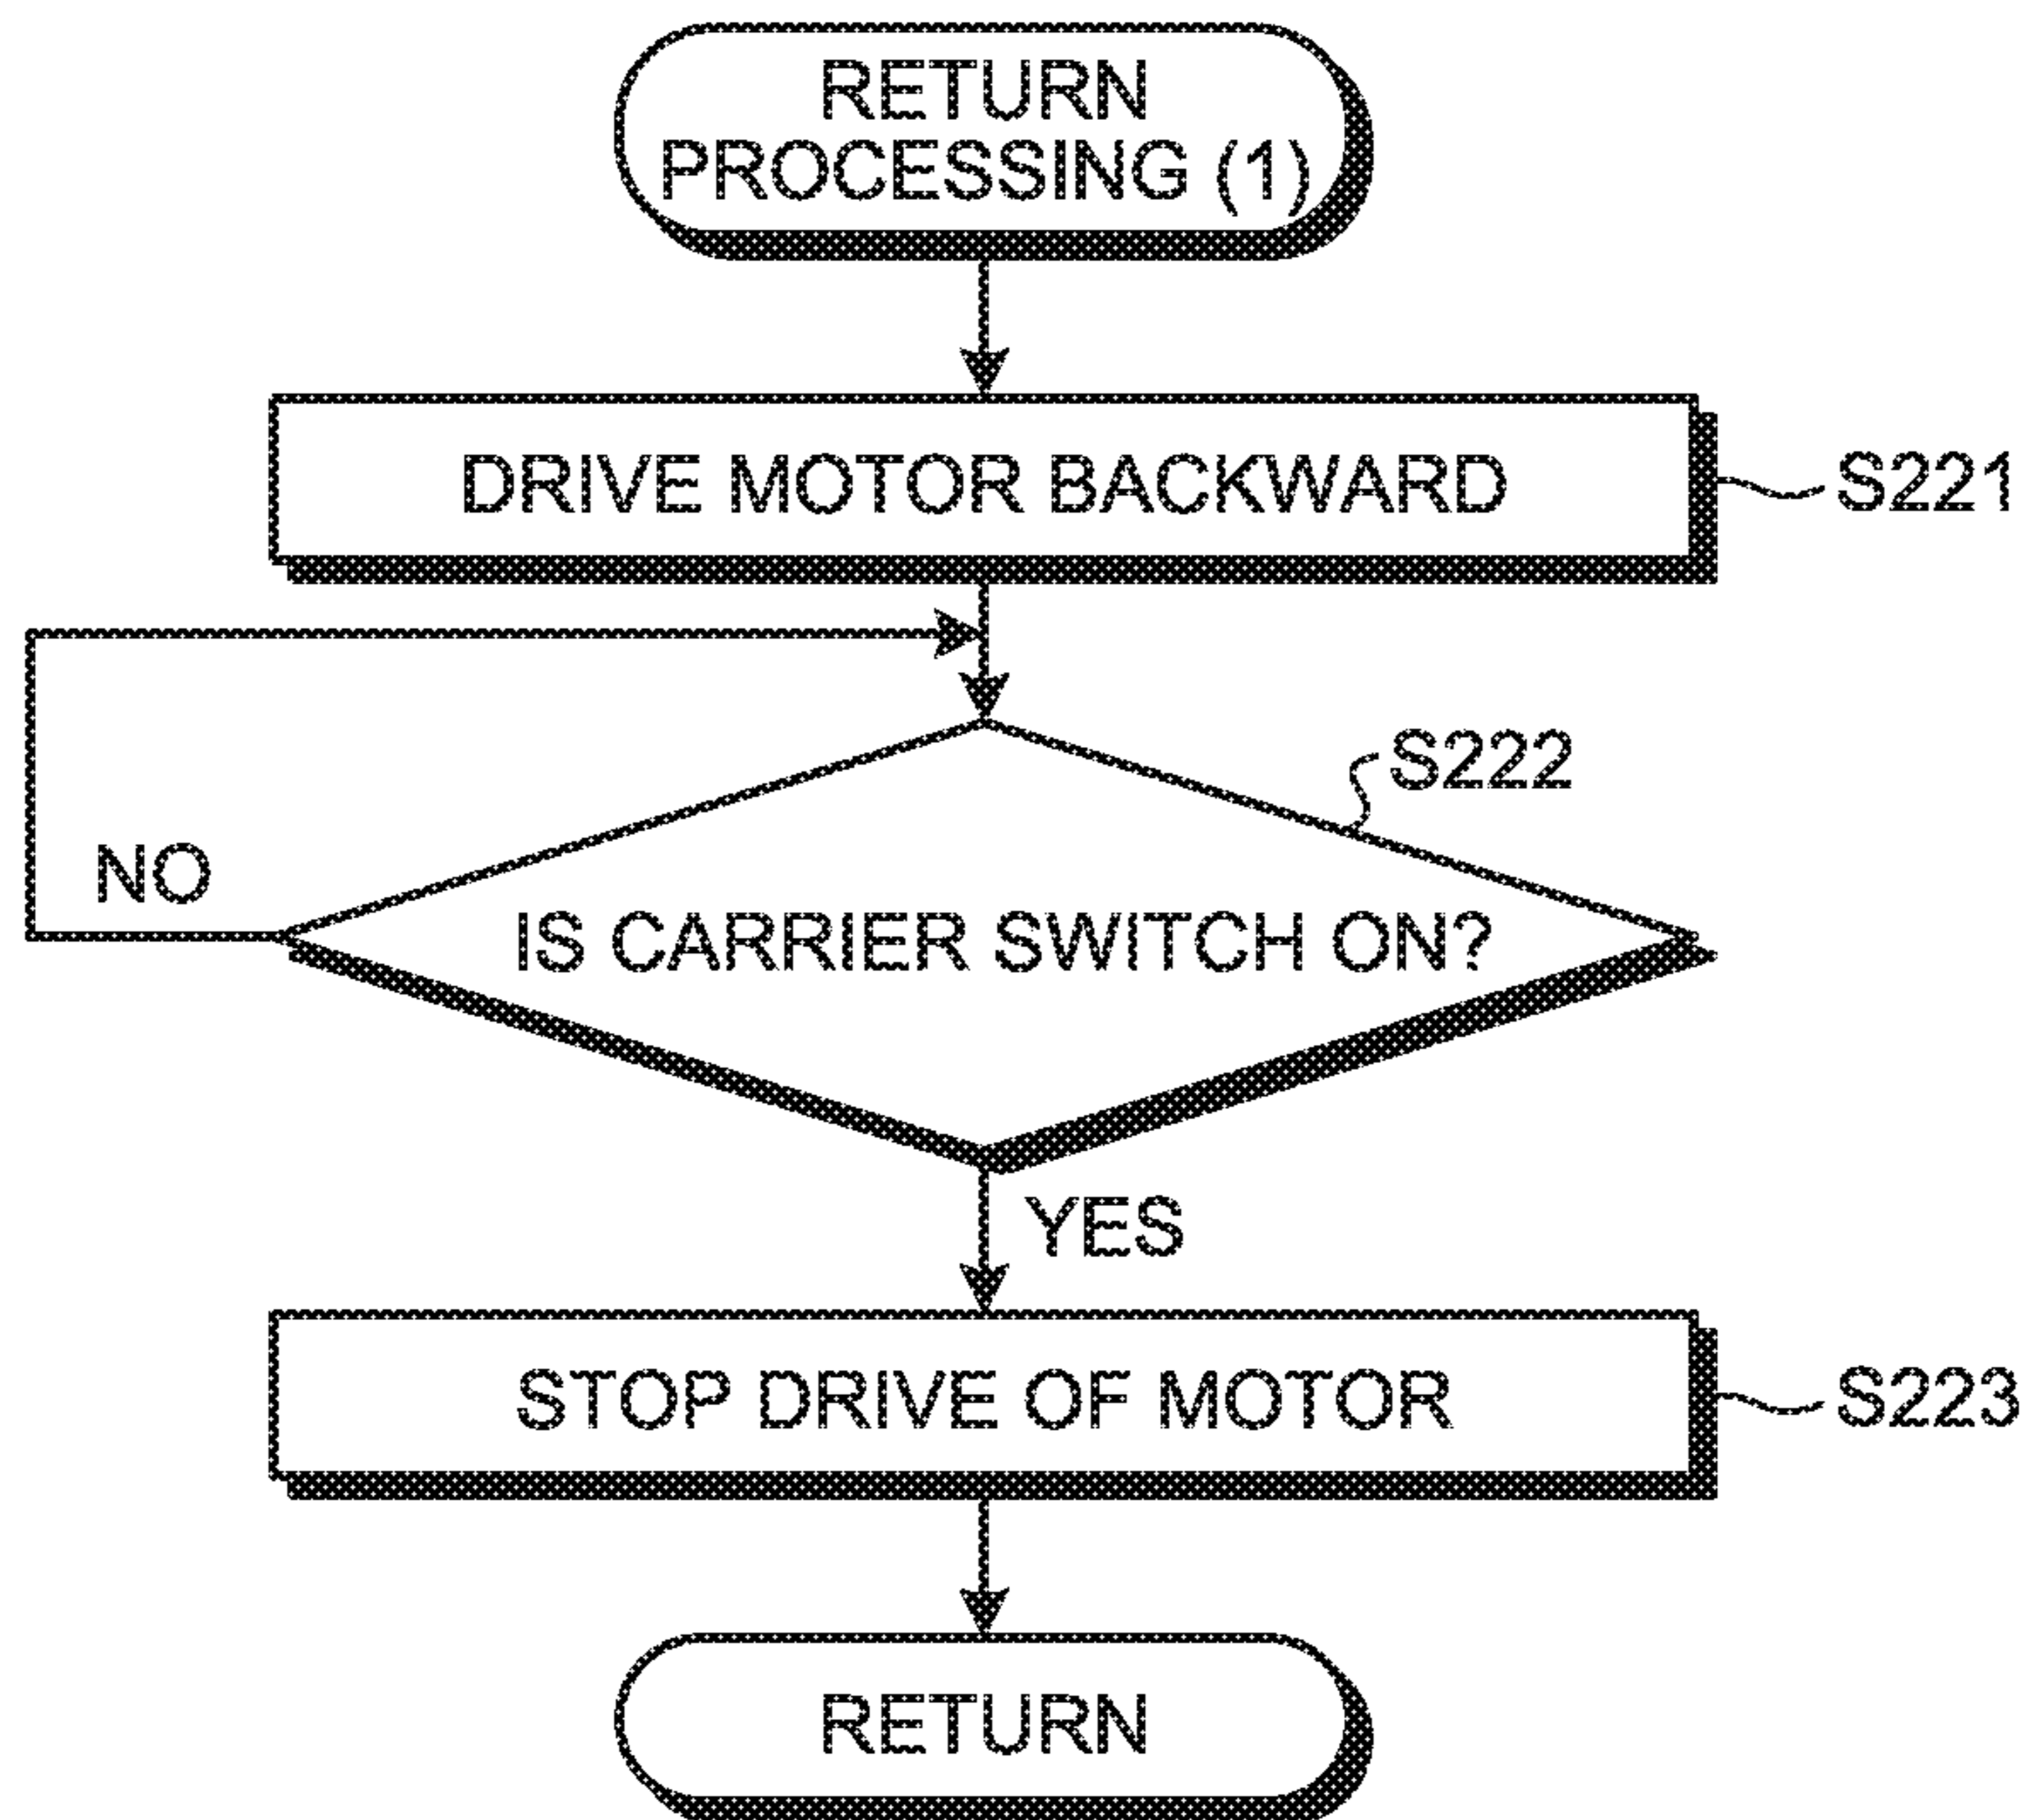 RETURN
PROCESSING (1)
DRIVE MOTOR BACKWARD
S221
S222
NO
IS CARRIER SWITCH ON?
YES
STOP DRIVE OF MOTOR
S223
RETURN